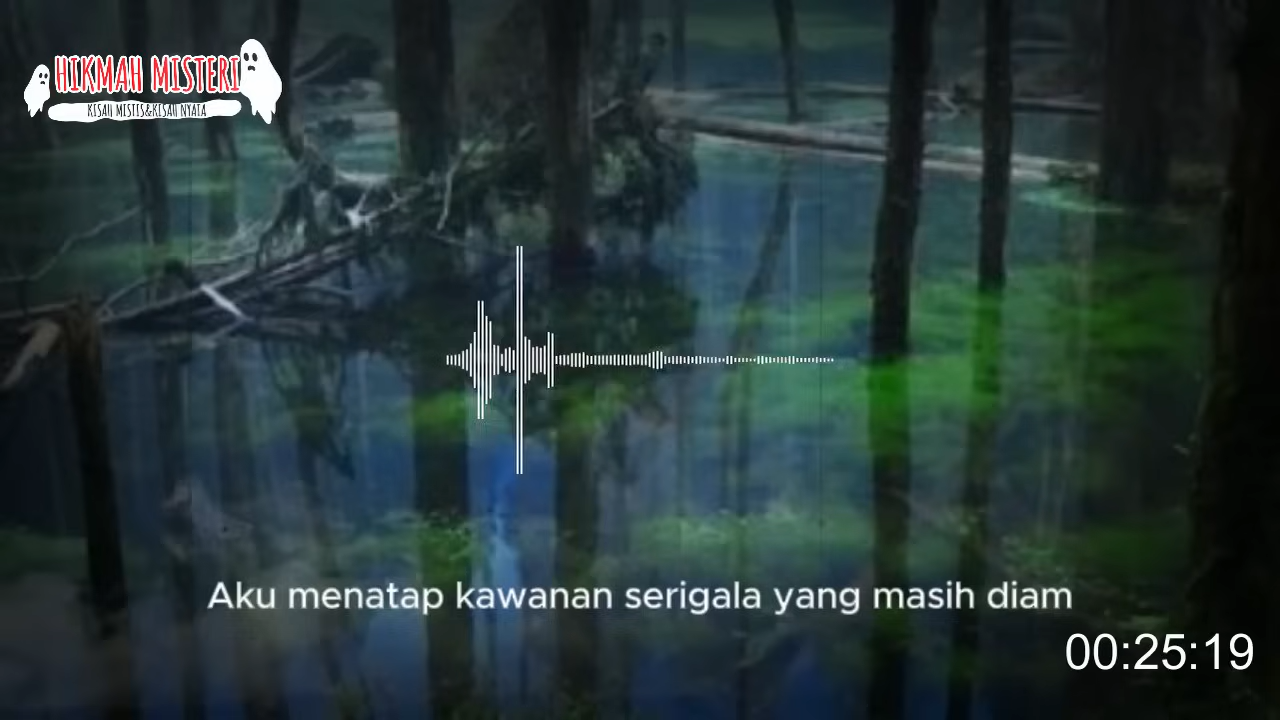 HIKMAH MISTERI
KISAH MISTIS&KISAH NYATA
Aku menatap kawanan serigala yang masih diam
00:25:19